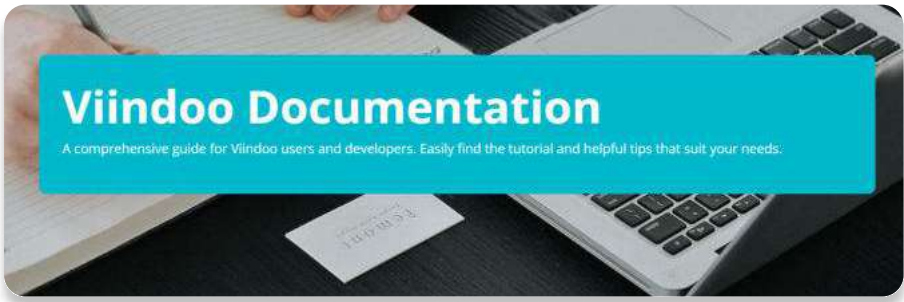 Viindoo Documentation
A comprehensive guide for Viindoo users and developers. Easily find the tutorial and helpful tips that suit your needs.